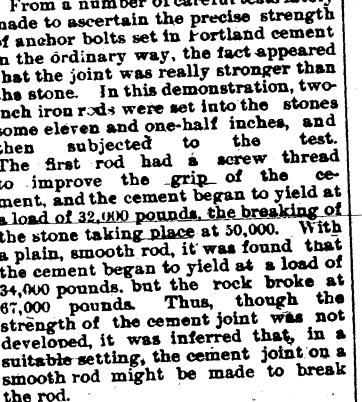 From a number of careful tests lately
made to ascertain the precise strength
of anchor bolts set in Portland cement
in the ordinary way, the fact appeared
that the joint was really stronger than
the stone. In this demonstration, two-
inch iron rods were set into the stones
some eleven and one-half inches, and
then subjected to the test.
The first rod had a screw thread
to improve the grip of the ce-
ment, and the cement began to yield at
a load of 32,000 pounds, the breaking of
the stone taking place at 50,000. With
a plain, smooth rod, it was found that
the cement began to yield at a load of
34,000 pounds. but the rock broke at
67,000 pounds. Thus, though the
strength of the cement joint was not
developed, it was inferred that, in a
suitable setting, the cement joint on a
smooth rod might be made to break
the rod.